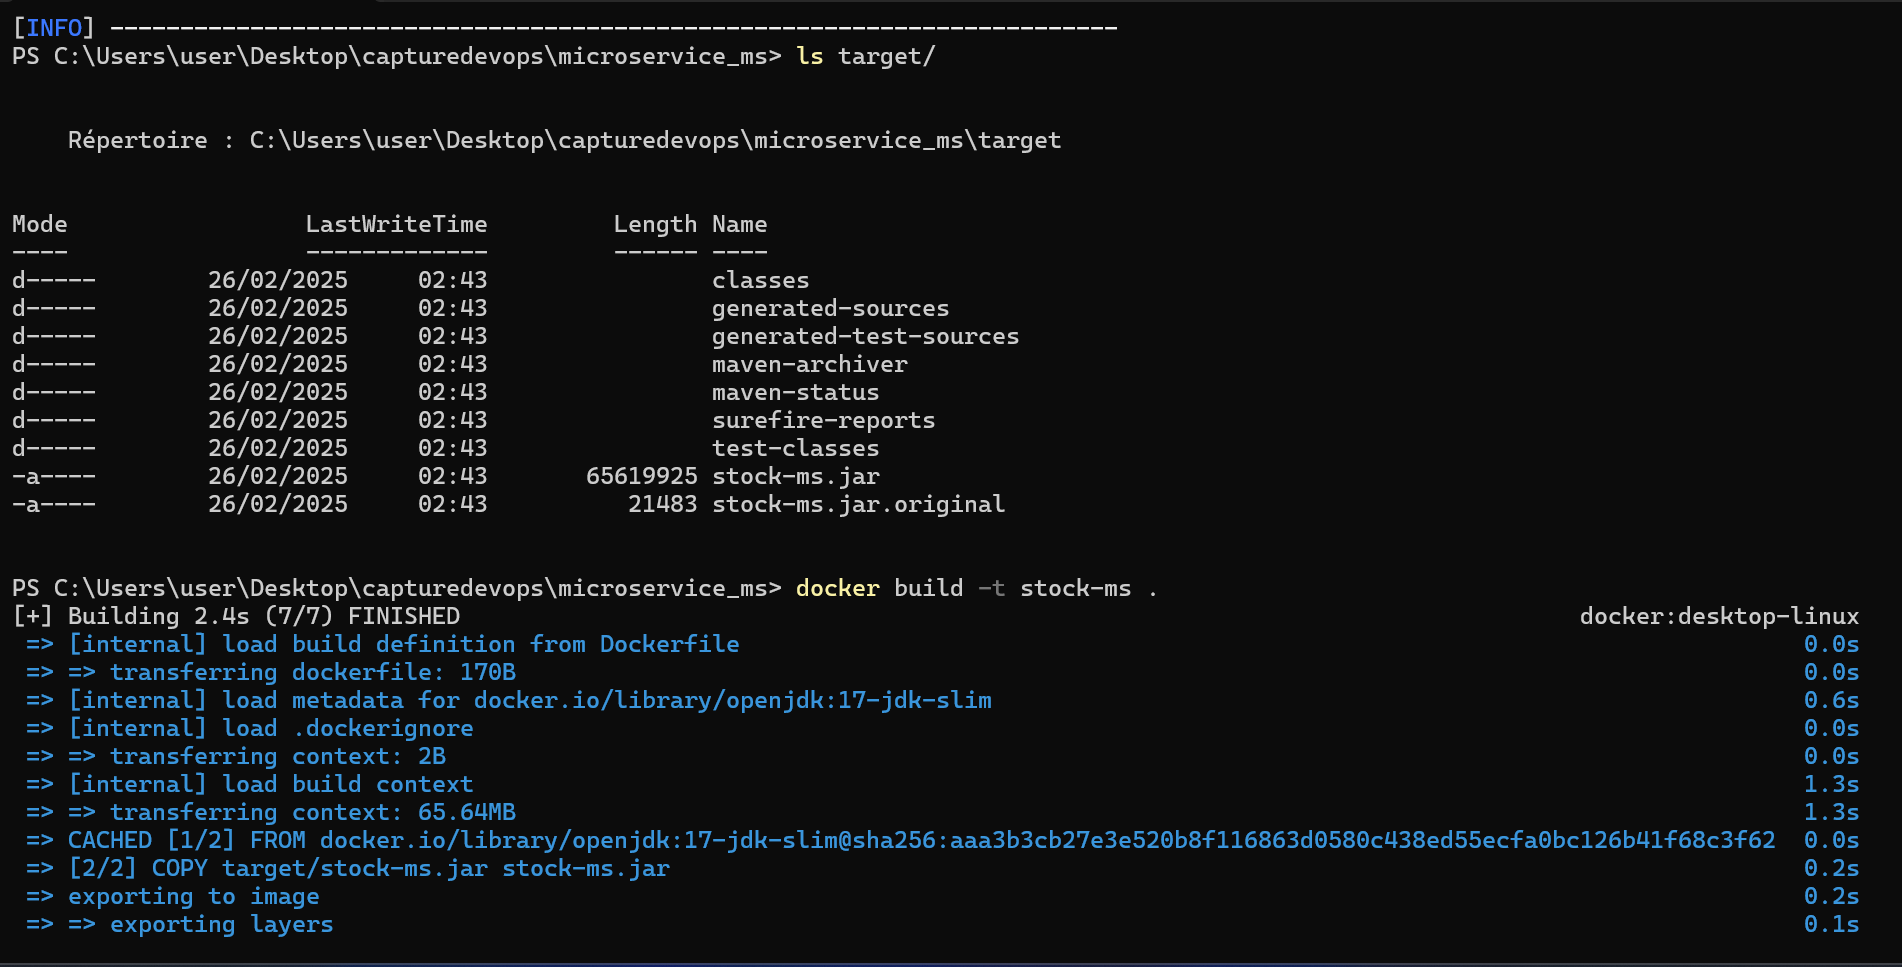 [INFO] ------------------------------------------------------------------------
PS C:\Users\user\Desktop\capturedevops\microservice_ms> ls target/
    Répertoire : C:\Users\user\Desktop\capturedevops\microservice_ms\target
Mode                 LastWriteTime         Length Name
----                 -------------         ------ ----
d-----        26/02/2025     02:43                classes
d-----        26/02/2025     02:43                generated-sources
d-----        26/02/2025     02:43                generated-test-sources
d-----        26/02/2025     02:43                maven-archiver
d-----        26/02/2025     02:43                maven-status
d-----        26/02/2025     02:43                surefire-reports
d-----        26/02/2025     02:43                test-classes
-a----        26/02/2025     02:43       65619925 stock-ms.jar
-a----        26/02/2025     02:43          21483 stock-ms.jar.original
PS C:\Users\user\Desktop\capturedevops\microservice_ms> docker build -t stock-ms .
[+] Building 2.4s (7/7) FINISHED docker:desktop-linux
 => [internal] load build definition from Dockerfile 0.0s
 => => transferring dockerfile: 170B 0.0s
 => [internal] load metadata for docker.io/library/openjdk:17-jdk-slim 0.6s
 => [internal] load .dockerignore 0.0s
 => => transferring context: 2B 0.0s
 => [internal] load build context 1.3s
 => => transferring context: 65.64MB 1.3s
 => CACHED [1/2] FROM docker.io/library/openjdk:17-jdk-slim@sha256:aaa3b3cb27e3e520b8f116863d0580c438ed55ecfa0bc126b41f68c3f62 0.0s
 => [2/2] COPY target/stock-ms.jar stock-ms.jar 0.2s
 => exporting to image 0.2s
 => => exporting layers 0.1s